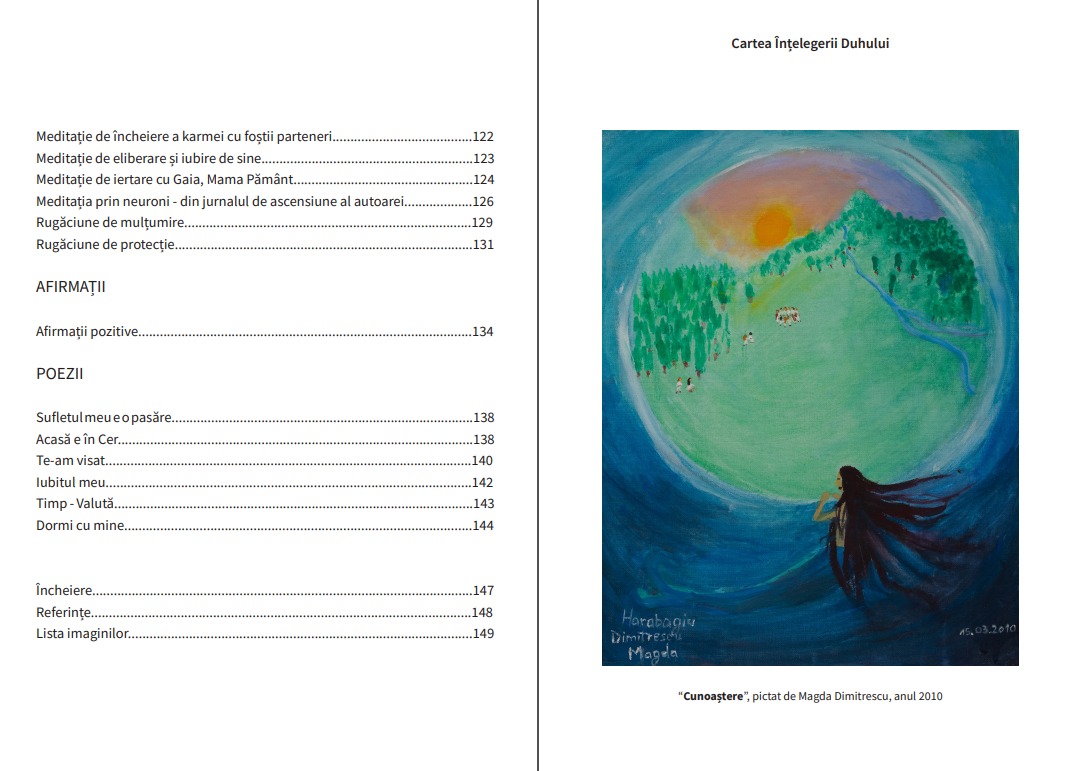 Meditație de încheiere a karmei cu foștii parteneri.......................................122
Meditație de eliberare și iubire de sine...........................................................123
Meditație de iertare cu Gaia, Mama Pământ..................................................124
Meditația prin neuroni - din jurnalul de ascensiune al autoarei...................126
Rugăciune de mulțumire................................................................................129
Rugăciune de protecție...................................................................................131
AFIRMAȚII
Afirmații pozitive.............................................................................................134
POEZII
Sufletul meu e o pasăre....................................................................................138
Acasă e în Cer..................................................................................................138
Te-am visat......................................................................................................140
Iubitul meu......................................................................................................142
Timp - Valută...................................................................................................143
Dormi cu mine.................................................................................................144
Încheiere..........................................................................................................147
Referințe..........................................................................................................148
Lista imaginilor................................................................................................149
Cartea Înțelegerii Duhului
Harabagiu
Dimitrescu
Magda
15.03.2010
“Cunoaștere”, pictat de Magda Dimitrescu, anul 2010